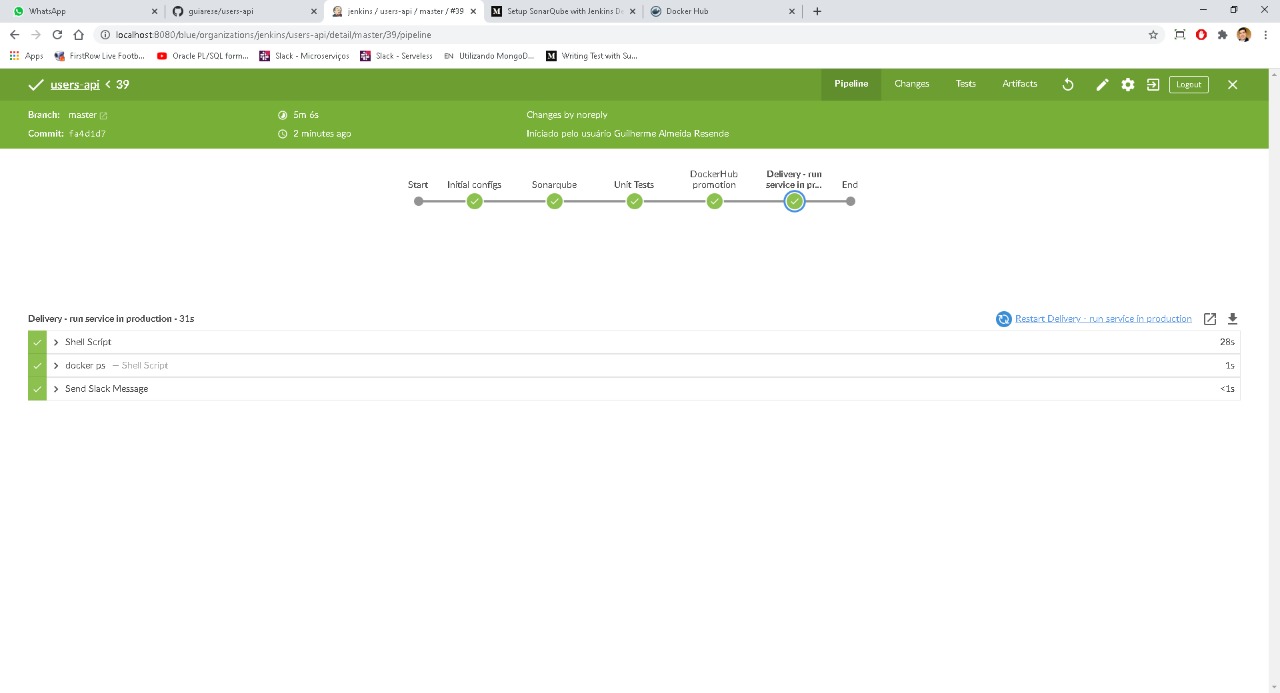 WhatsApp
guiarese/users-api
jenkins / users-api / master / #39
Setup SonarQube with Jenkins De
Docker Hub
localhost:8080/blue/organizations/jenkins/users-api/detail/master/39/pipeline
Apps
FirstRow Live Footb...
Oracle PL/SQL form...
Slack - Microserviços
Slack - Serveless
EN Utilizando MongoD...
Writing Test with Su...
users-api < 39
Pipeline
Changes
Tests
Artifacts
Logout
Branch: master
5m 6s
Changes by noreply
Commit: fa4d1d7
2 minutes ago
Iniciado pelo usuário Guilherme Almeida Resende
Start
Initial configs
Sonarqube
Unit Tests
DockerHub
promotion
Delivery - run
service in pr...
End
Delivery - run service in production - 31s
Restart Delivery - run service in production
Shell Script
28s
docker ps — Shell Script
1s
Send Slack Message
<1s